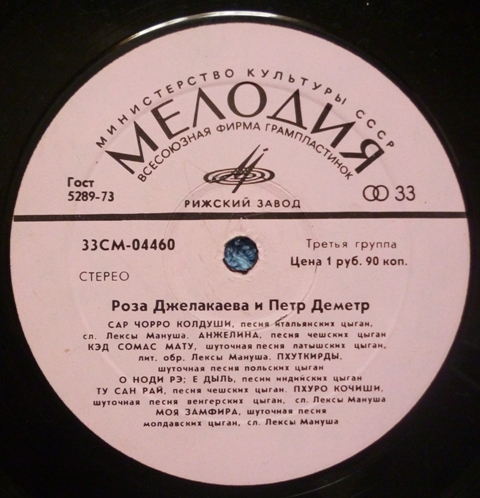 МИНИСТЕРСТВО КУЛЬТУРЫ СССР
МЕЛОДИЯ
ВСЕСОЮЗНАЯ ФИРМА ГРАМПЛАСТИНОК
Гост
5289-73
33
РИЖСКИЙ ЗАВОД
33СМ-04460
Третья группа
Цена 1 руб. 90 коп.
СТЕРЕО
Роза Джелакаева и Петр Деметр
САР ЧОРРО КОЛДУШИ, песня итальянских цыган,
сл. Лексы Мануша. АНЖЕЛИНА, песня чешских цыган
КЭД СОМАС МАТУ, шуточная песня латышских цыган,
лит. обр. Лексы Мануша. ПХУТКИРДЫ,
шуточная песня польских цыган
О НОДИ РЭ; Е ДЫЛЬ, песни индийских цыган
ТУ САН РАЙ, песня чешских цыган. ПХУРО КОЧИШИ,
шуточная песня венгерских цыган, сл. Лексы Мануша
МОЯ ЗАМФИРА, шуточная песня
молдавских цыган, сл. Лексы Мануша